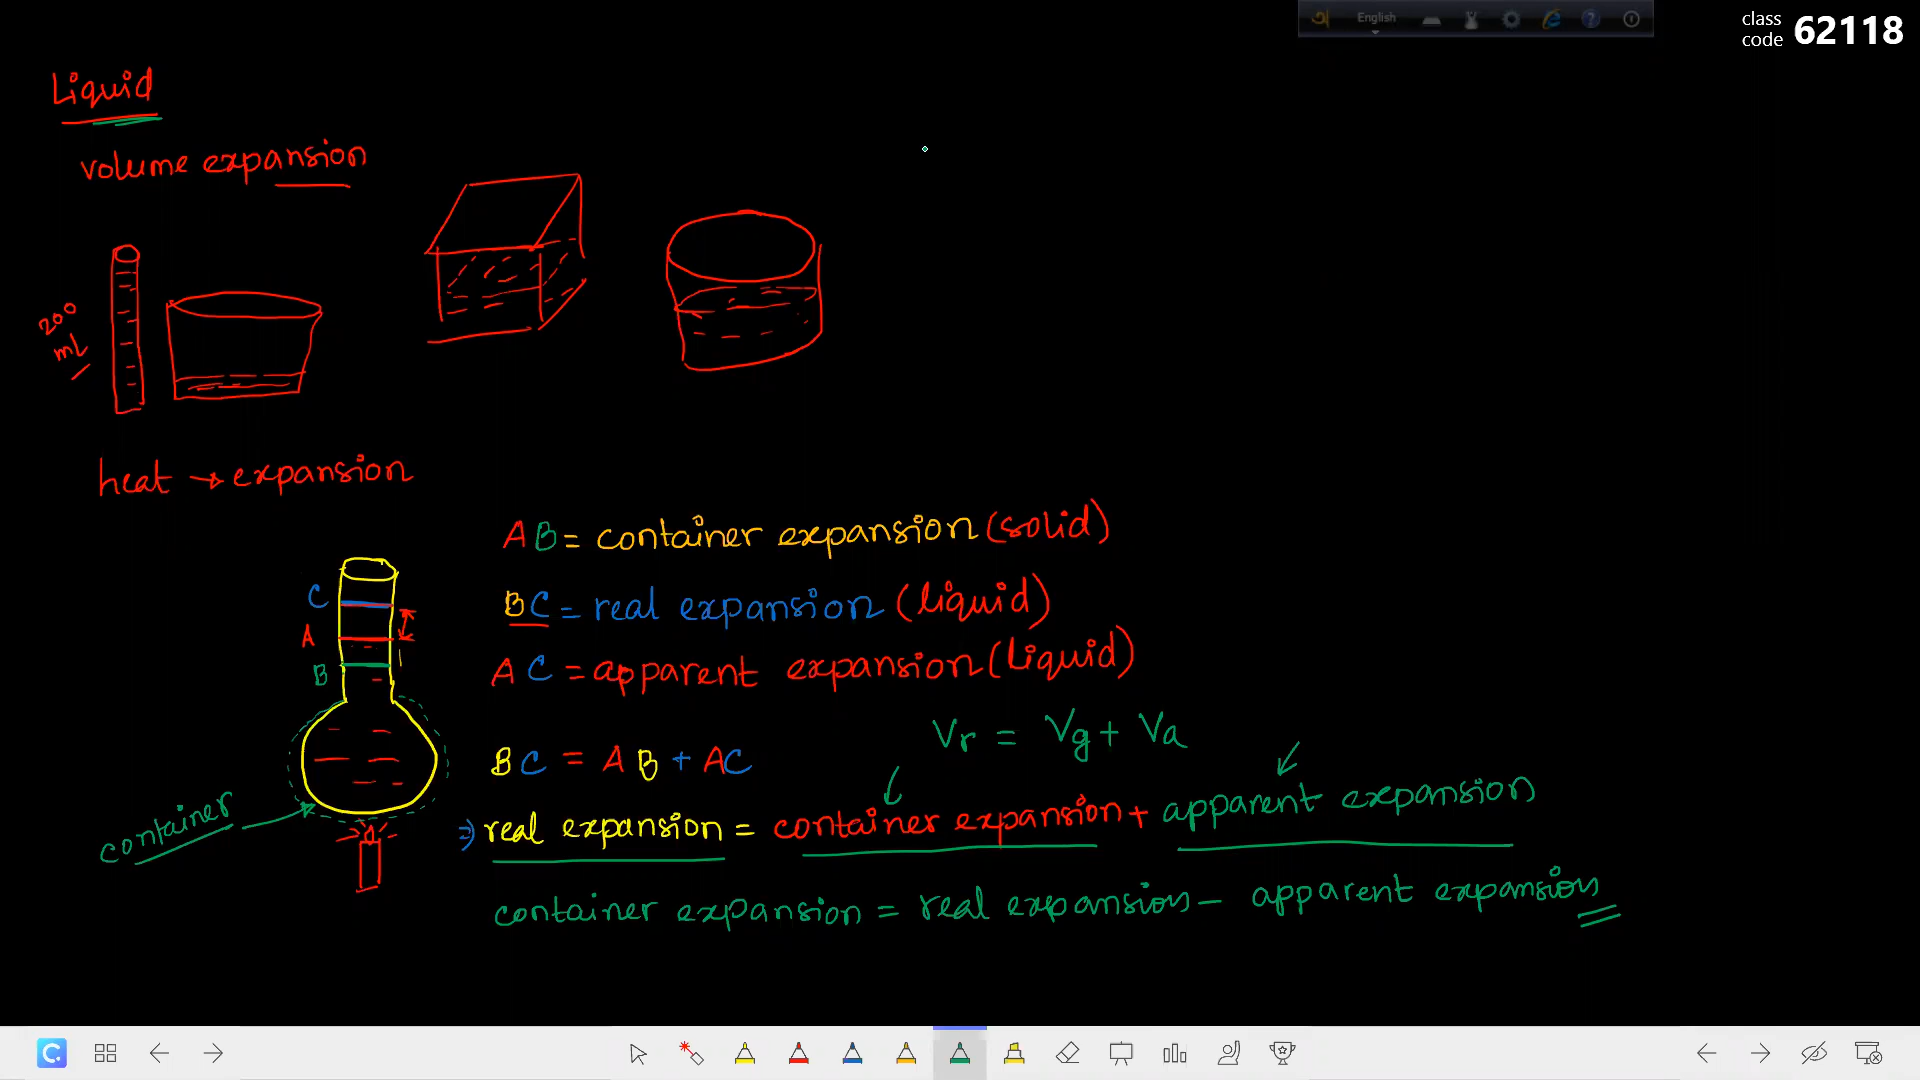 English
class code 62118
Liquid
volume expansion
200 mL
heat → expansion
AB = container expansion (solid)
BC = real expansion (liquid)
AC = apparent expansion (liquid)
C
A
B
container
Vr = Vg + Va
BC = AB + AC
⇒ real expansion = container expansion + apparent expansion
container expansion = real expansion - apparent expansion